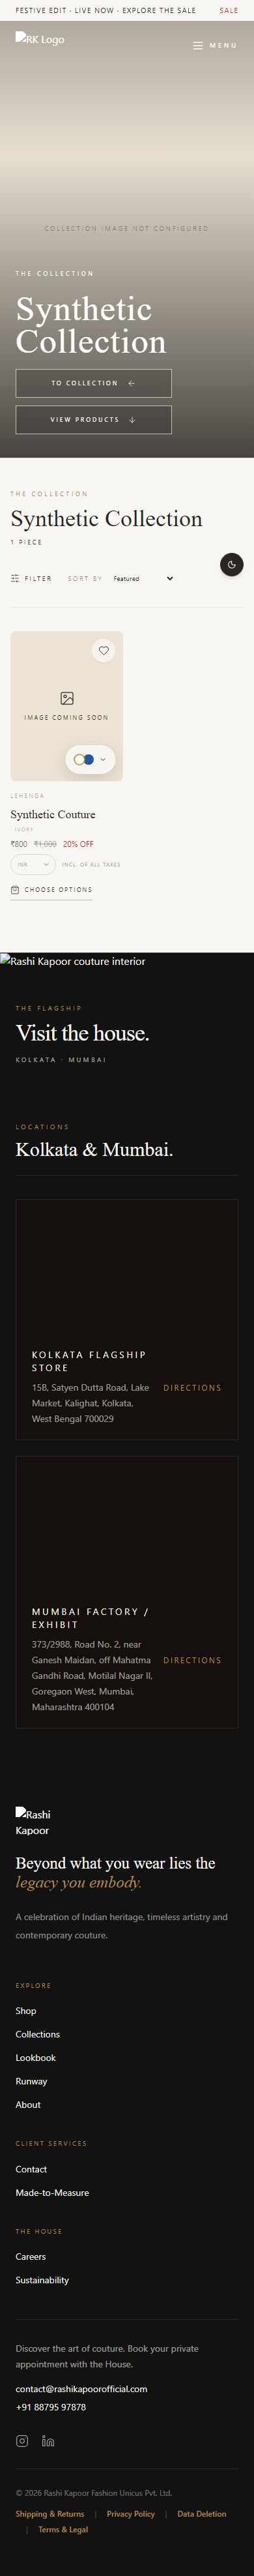 FESTIVE EDIT · LIVE NOW · EXPLORE THE SALE SALE
RK Logo
MENU
COLLECTION IMAGE NOT CONFIGURED
THE COLLECTION
Synthetic
Collection
TO COLLECTION
VIEW PRODUCTS
THE COLLECTION
Synthetic Collection
1 PIECE
FILTER SORT BY Featured
IMAGE COMING SOON
LEHENGA
Synthetic Couture
IVORY
₹800 ₹1,000 20% OFF
INR INCL. OF ALL TAXES
CHOOSE OPTIONS
Rashi Kapoor couture interior
THE FLAGSHIP
Visit the house.
KOLKATA · MUMBAI
LOCATIONS
Kolkata & Mumbai.
KOLKATA FLAGSHIP
STORE
15B, Satyen Dutta Road, Lake
Market, Kalighat, Kolkata,
West Bengal 700029
DIRECTIONS
MUMBAI FACTORY /
EXHIBIT
373/2988, Road No. 2, near
Ganesh Maidan, off Mahatma
Gandhi Road, Motilal Nagar II,
Goregaon West, Mumbai,
Maharashtra 400104
DIRECTIONS
Rashi
Kapoor
Beyond what you wear lies the
legacy you embody.
A celebration of Indian heritage, timeless artistry and
contemporary couture.
EXPLORE
Shop
Collections
Lookbook
Runway
About
CLIENT SERVICES
Contact
Made-to-Measure
THE HOUSE
Careers
Sustainability
Discover the art of couture. Book your private
appointment with the House.
contact@rashikapoorofficial.com
+91 88795 97878
© 2026 Rashi Kapoor Fashion Unicus Pvt. Ltd.
Shipping & Returns | Privacy Policy | Data Deletion
| Terms & Legal